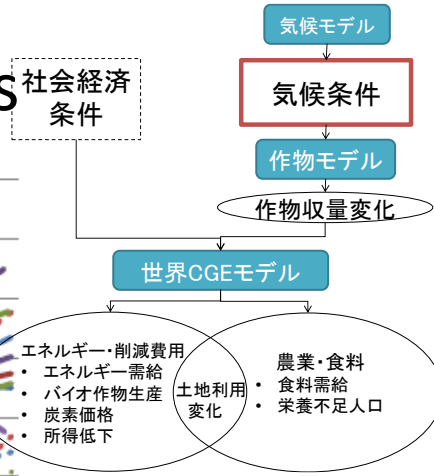 気候モデル
S
社会経済
条件
気候条件
作物モデル
作物収量変化
世界CGEモデル
エネルギー・削減費用
• エネルギー需給
• バイオ作物生産
• 炭素価格
• 所得低下
土地利用
変化
農業・食料
• 食料需給
• 栄養不足人口